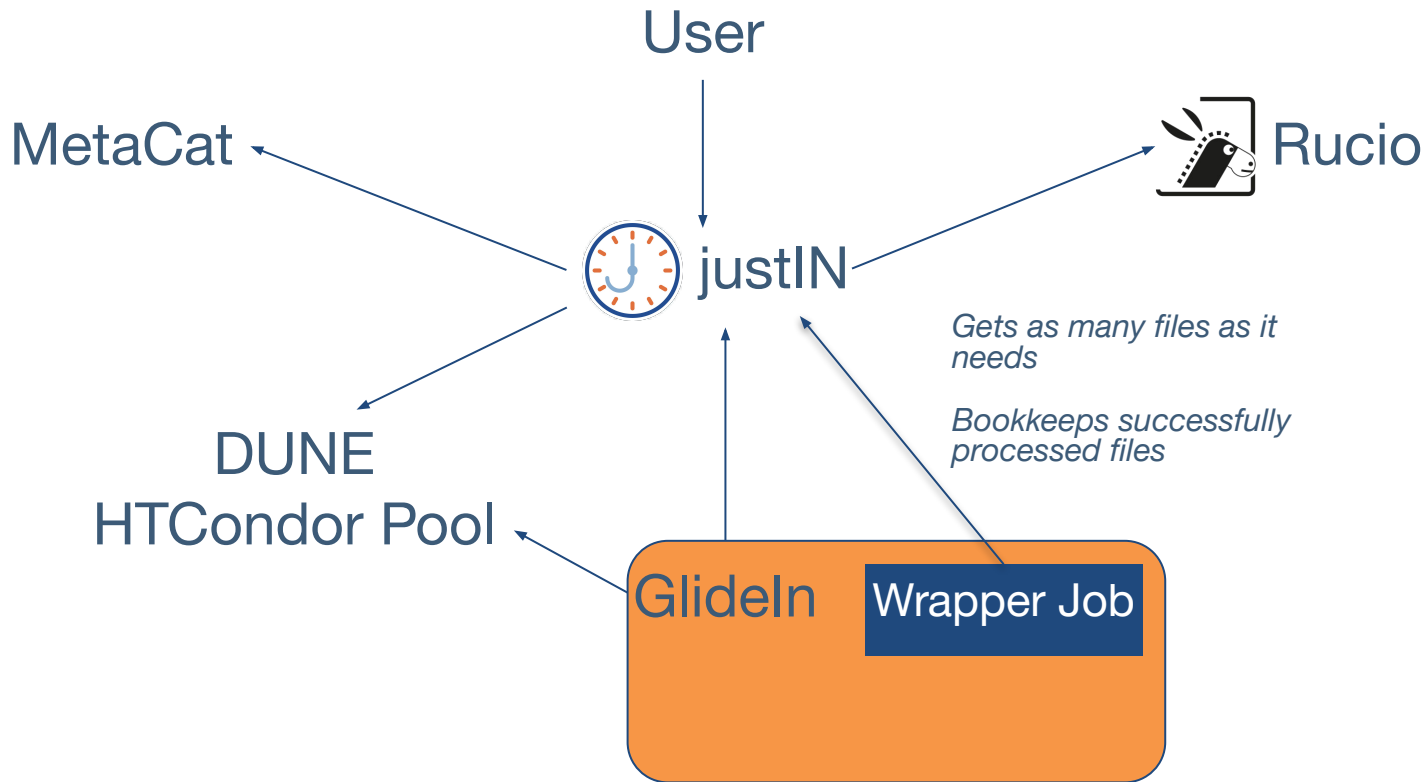 User
MetaCat
Rucio
justIN
Gets as many files as it
needs
Bookkeeps successfully
processed files
DUNE
HTCondor Pool
GlideIn
Wrapper Job